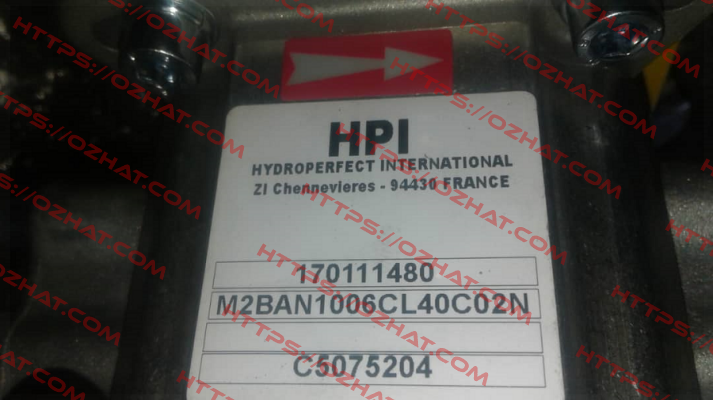 HPI
HYDROPERFECT INTERNATIONAL
ZI Chennevieres - 94430 FRANCE
170111480
M2BAN1006CL40C02N
C5075204
HTTPS://OZHAT.COM